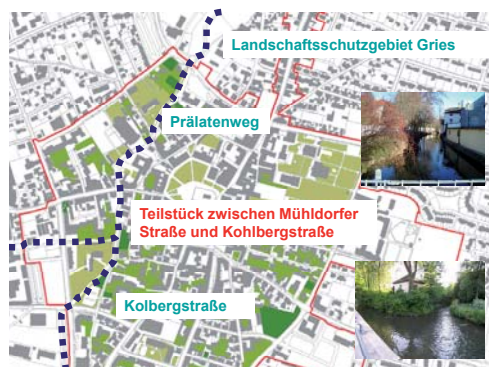 Landschaftsschutzgebiet Gries
Prälatenweg
Teilstück zwischen Mühldorfer
Straße und Kohlbergstraße
Kolbergstraße